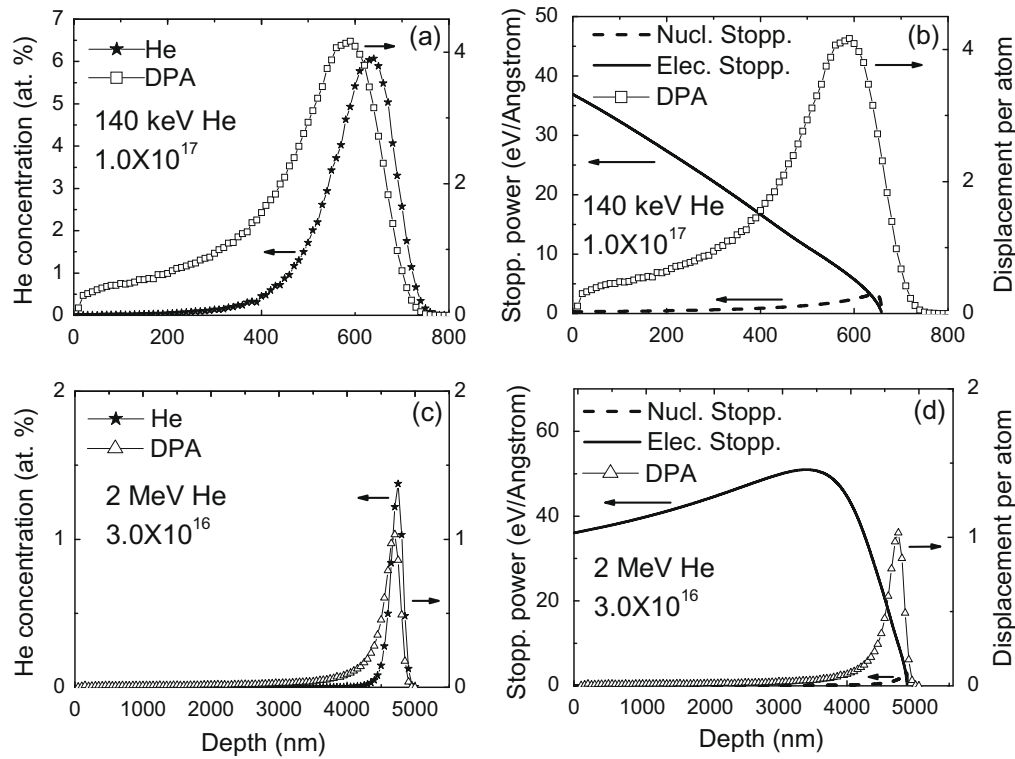 (a)
He
DPA
140 keV He
1.0X10^17
He concentration (at. %)
7
6
5
4
3
2
1
0
4
2
0
0 200 400 600 800
(b)
Nucl. Stopp.
Elec. Stopp.
DPA
140 keV He
1.0X10^17
Stopp. power (eV/Angstrom)
50
45
40
35
30
25
20
15
10
5
0
4
2
0
Displacement per atom
0 200 400 600 800
(c)
He
DPA
2 MeV He
3.0X10^16
He concentration (at. %)
2
1
0
2
1
0
0 1000 2000 3000 4000 5000
Depth (nm)
(d)
Nucl. Stopp.
Elec. Stopp.
DPA
2 MeV He
3.0X10^16
Stopp. power (eV/Angstrom)
60
40
20
0
2
1
0
Displacement per atom
0 1000 2000 3000 4000 5000
Depth (nm)